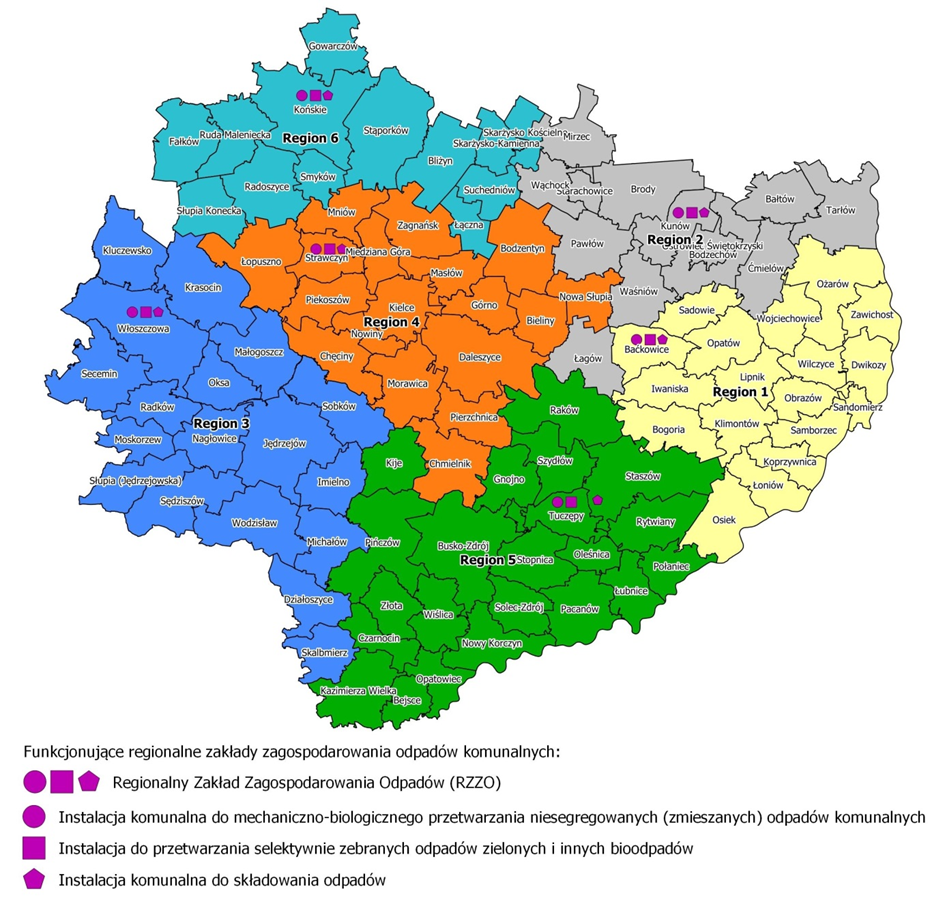 Gowarczów
Końskie
Fałków
Ruda Maleniecka
Region 6
Stąporków
Skarżysko Kościeln
Mirzec
Skarżysko-Kamienna
Bliżyn
Radoszyce
Smyków
Suchedniów
Wąchock
Starachowice
Brody
Bałtów
Tarłów
Słupia Konecka
Mniów
Zagnańsk
Łączna
Kunów
Kluczewsko
Łopuszno
Strawczyn
Miedziana Góra
Bodzentyn
Pawłów
Region 2
Ostrowiec Świętokrzyski
Bodzechów
Ćmielów
Krasocin
Masłów
Piekoszów
Kielce
Górno
Nowa Słupia
Waśniów
Ożarów
Włoszczowa
Region 4
Nowiny
Bieliny
Sadowie
Wojciechowice
Zawichost
Małogoszcz
Chęciny
Daleszyce
Łagów
Baćkowice
Opatów
Secemin
Oksa
Morawica
Iwaniska
Lipnik
Wilczyce
Dwikozy
Region 1
Radków
Sobków
Pierzchnica
Raków
Obrazów
Sandomierz
Region 3
Moskorzew
Nagłowice
Jędrzejów
Bogoria
Klimontów
Samborzec
Kije
Chmielnik
Szydłów
Koprzywnica
Słupia (Jędrzejowska)
Imielno
Gnojno
Staszów
Łoniów
Sędziszów
Tuczępy
Rytwiany
Osiek
Wodzisław
Michałów
Pińczów
Busko-Zdrój
Region 5
Stopnica
Oleśnica
Połaniec
Działoszyce
Złota
Wiślica
Solec-Zdrój
Pacanów
Łubnice
Czarnocin
Nowy Korczyn
Skalbmierz
Opatowiec
Kazimierza Wielka
Bejsce
Funkcjonujące regionalne zakłady zagospodarowania odpadów komunalnych:
Regionalny Zakład Zagospodarowania Odpadów (RZZO)
Instalacja komunalna do mechaniczno-biologicznego przetwarzania niesegregowanych (zmieszanych) odpadów komunalnych
Instalacja do przetwarzania selektywnie zebranych odpadów zielonych i innych bioodpadów
Instalacja komunalna do składowania odpadów